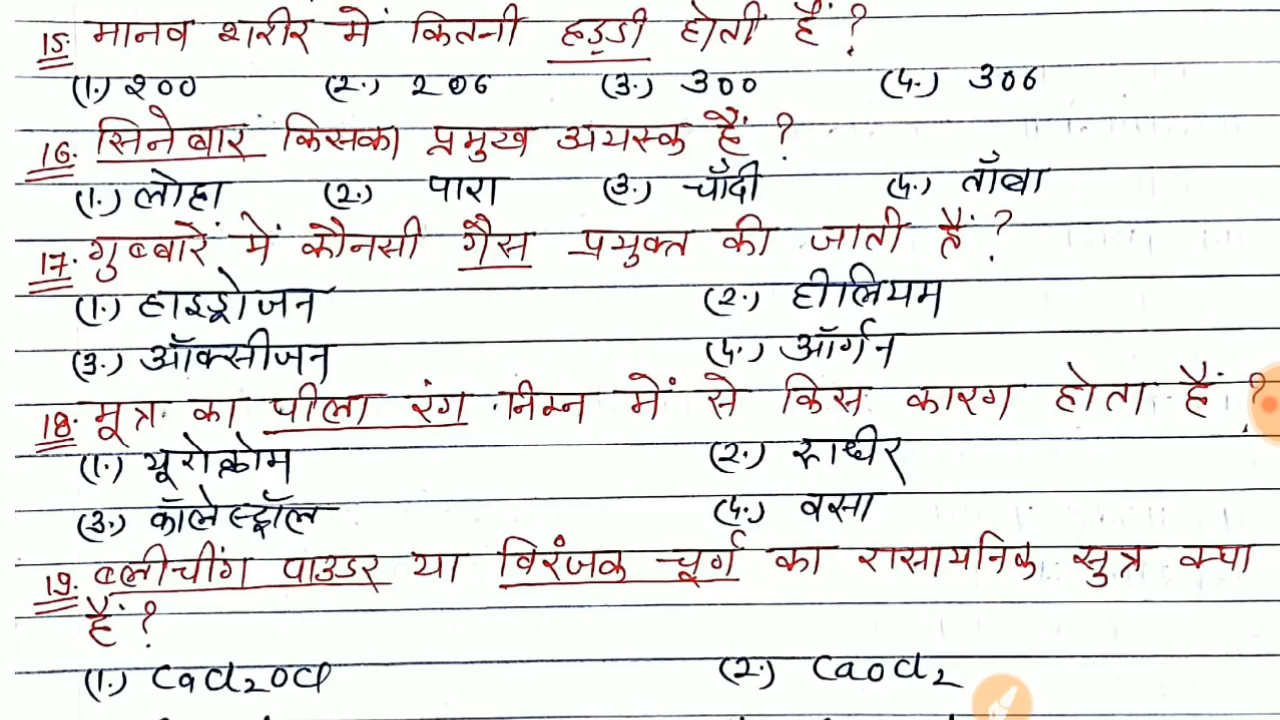 15. मानव शरीर में कितनी हड्डी होती हैं ?
(1.) 200 (2.) 206 (3.) 300 (4.) 306
16. सिनेबार किसका प्रमुख अयस्क हैं ?
(1.) लोहा (2.) पारा (3.) चाँदी (4.) ताँबा
17. गुब्बारें में कौनसी गैस प्रयुक्त की जाती हैं ?
(1.) हाइड्रोजन (2.) हीलियम
(3.) ऑक्सीजन (4.) ऑर्गन
18. मूत्र का पीला रंग निम्न में से किस कारण होता हैं ?
(1.) यूरोक्रोम (2.) रूधीर
(3.) कॉलेस्ट्रॉल (4.) वसा
19. ब्लीचींग पाउडर या विरंजक चूर्ण का रासायनिक सुत्र क्या
हैं ?
(1.) CaCl2OCl (2.) CaOCl2